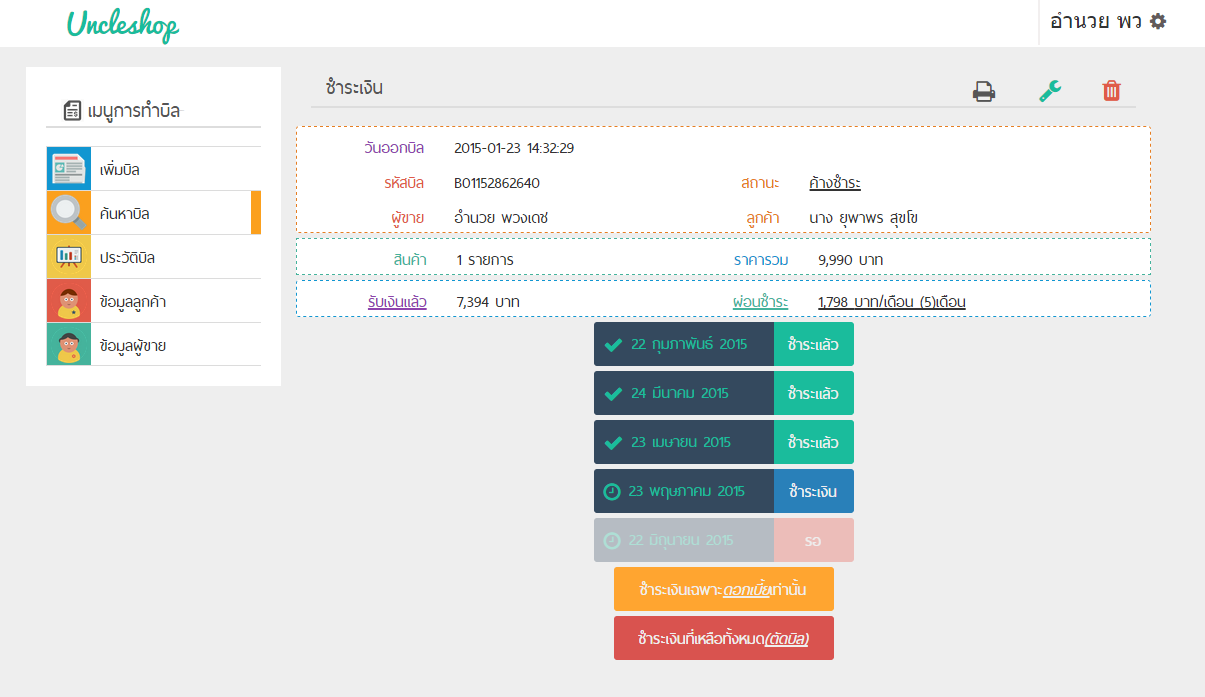 Uncleshop
อำนวย พว
เมนูการทำบิล
เพิ่มบิล
ค้นหาบิล
ประวัติบิล
ข้อมูลลูกค้า
ข้อมูลผู้ขาย
ชำระเงิน
วันออกบิล 2015-01-23 14:32:29
รหัสบิล B01152862640 สถานะ ค้างชำระ
ผู้ขาย อำนวย พวงเดช ลูกค้า นาง ยุพาพร สุขโข
สินค้า 1 รายการ ราคารวม 9,990 บาท
รับเงินแล้ว 7,394 บาท ผ่อนชำระ 1,798 บาท/เดือน (5)เดือน
22 กุมภาพันธ์ 2015 ชำระแล้ว
24 มีนาคม 2015 ชำระแล้ว
23 เมษายน 2015 ชำระแล้ว
23 พฤษภาคม 2015 ชำระเงิน
22 มิถุนายน 2015 รอ
ชำระเงินเฉพาะดอกเบี้ยเท่านั้น
ชำระเงินที่เหลือทั้งหมด(ตัดบิล)